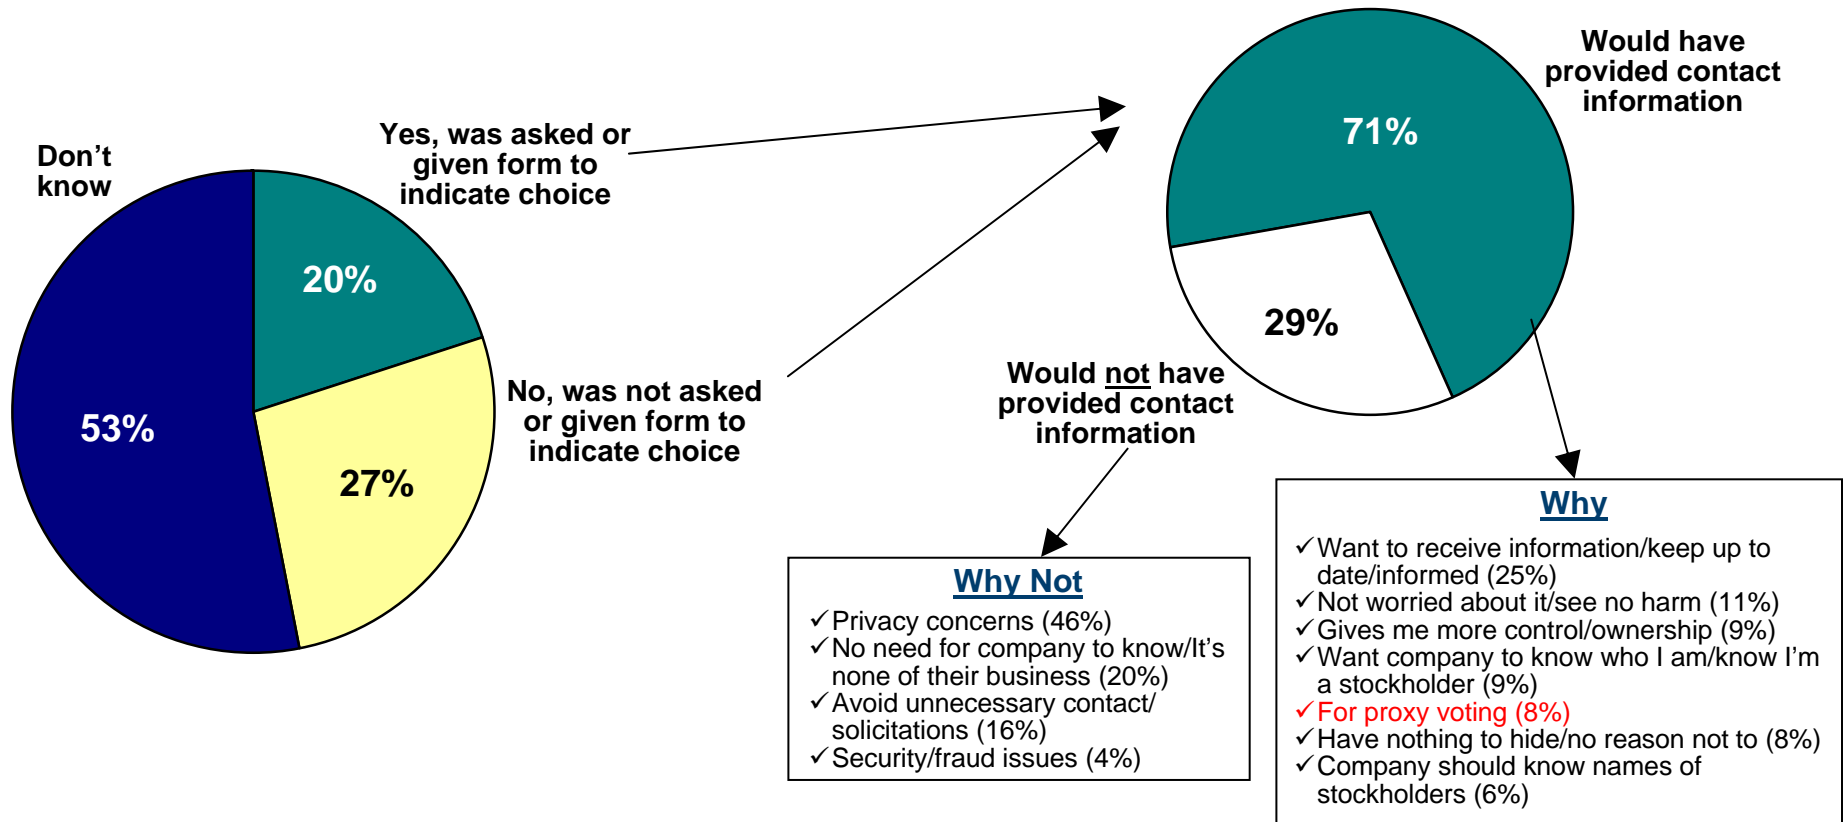 Don't
know
Yes, was asked or
given form to
indicate choice
20%
53%
27%
No, was not asked
or given form to
indicate choice
Would have
provided contact
information
71%
29%
Would not have
provided contact
information
Why Not
✓Privacy concerns (46%)
✓No need for company to know/It's
none of their business (20%)
✓Avoid unnecessary contact/
solicitations (16%)
✓Security/fraud issues (4%)
Why
✓Want to receive information/keep up to
date/informed (25%)
✓Not worried about it/see no harm (11%)
✓Gives me more control/ownership (9%)
✓Want company to know who I am/know I'm
a stockholder (9%)
✓For proxy voting (8%)
✓Have nothing to hide/no reason not to (8%)
✓Company should know names of
stockholders (6%)